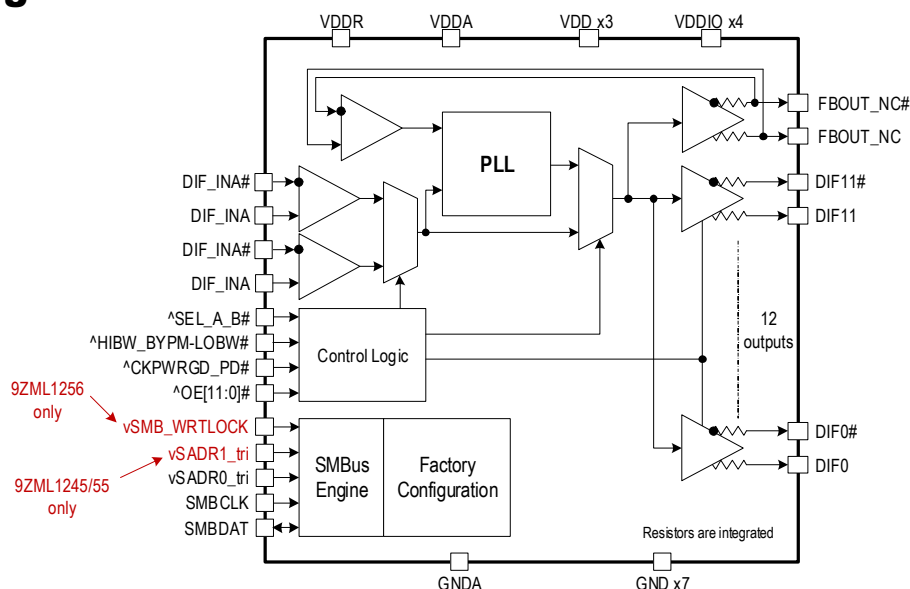 VDDR
VDDA
VDD x3
VDDIO x4
FBOUT_NC#
FBOUT_NC
PLL
DIF_INA#
DIF_INA
DIF_INA#
DIF_INA
DIF11#
DIF11
12
outputs
^SEL_A_B#
^HIBW_BYPM-LOBW#
^CKPWRGD_PD#
^OE[11:0]#
Control Logic
9ZML1256
only
vSMB_WRTLOCK
vSADR1_tri
9ZML1245/55
only
vSADR0_tri
SMBCLK
SMBDAT
SMBus
Engine
Factory
Configuration
DIF0#
DIF0
Resistors are integrated
GNDA
GND x7